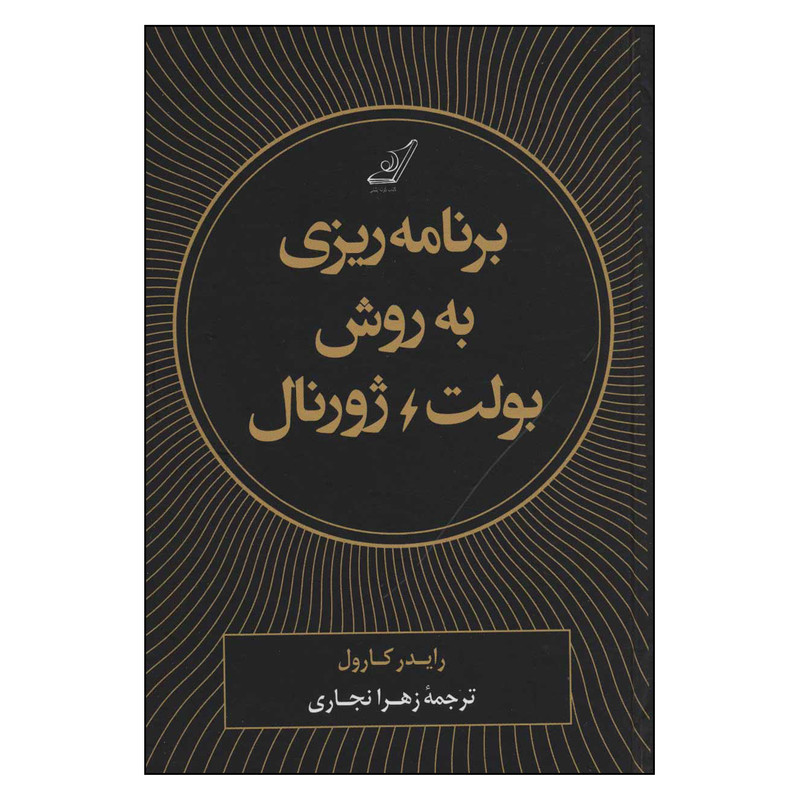 برنامه‌ریزی
به روش
بولت ژورنال
رایدر کارول
ترجمهٔ زهرا نجاری